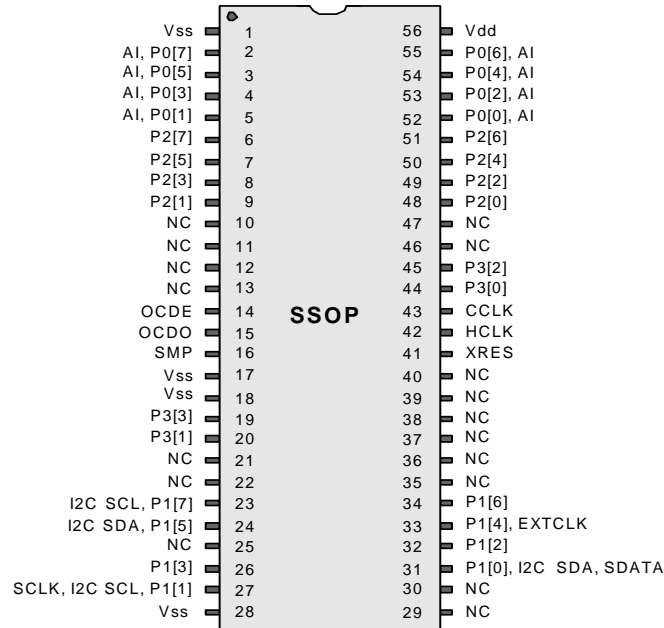 Vss 1 56 Vdd
AI, P0[7] 2 55 P0[6], AI
AI, P0[5] 3 54 P0[4], AI
AI, P0[3] 4 53 P0[2], AI
AI, P0[1] 5 52 P0[0], AI
P2[7] 6 51 P2[6]
P2[5] 7 50 P2[4]
P2[3] 8 49 P2[2]
P2[1] 9 48 P2[0]
NC 10 47 NC
NC 11 46 NC
NC 12 45 P3[2]
NC 13 44 P3[0]
OCDE 14 SSOP 43 CCLK
OCDO 15 42 HCLK
SMP 16 41 XRES
Vss 17 40 NC
Vss 18 39 NC
P3[3] 19 38 NC
P3[1] 20 37 NC
NC 21 36 NC
NC 22 35 NC
I2C SCL, P1[7] 23 34 P1[6]
I2C SDA, P1[5] 24 33 P1[4], EXTCLK
NC 25 32 P1[2]
P1[3] 26 31 P1[0], I2C SDA, SDATA
SCLK, I2C SCL, P1[1] 27 30 NC
Vss 28 29 NC